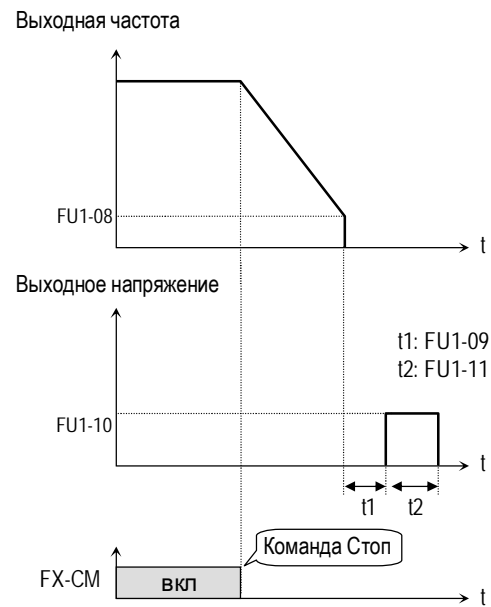 Выходная частота
FU1-08
t
Выходное напряжение
t1: FU1-09
t2: FU1-11
FU1-10
t
t1
t2
Команда Стоп
FX-CM
вкл
t